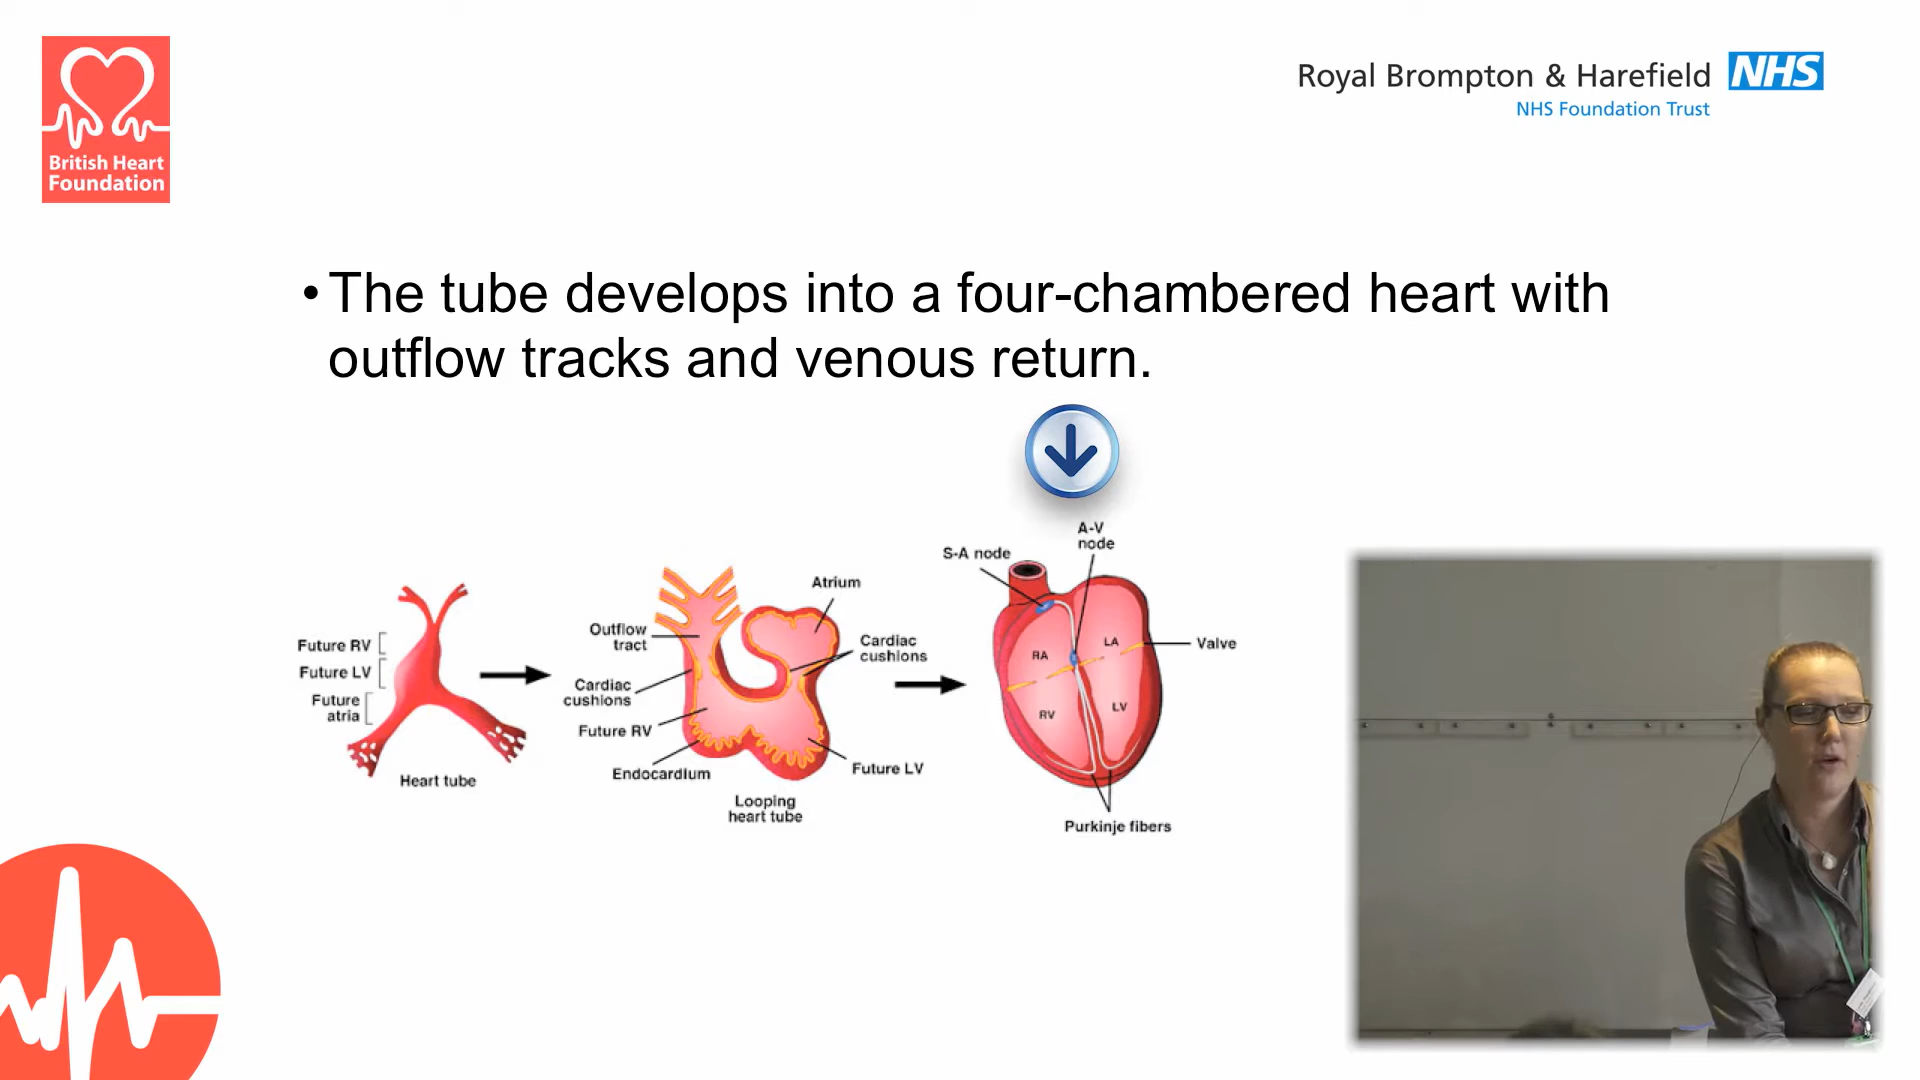 British Heart
Foundation
Royal Brompton & Harefield NHS
NHS Foundation Trust
•The tube develops into a four-chambered heart with
outflow tracks and venous return.
Future RV
Future LV
Future
atria
Heart tube
Outflow
tract
Cardiac
cushions
Future RV
Endocardium
Atrium
Cardiac
cushions
Future LV
Looping
heart tube
S-A node
A-V
node
RA
LA
RV
LV
Valve
Purkinje fibers